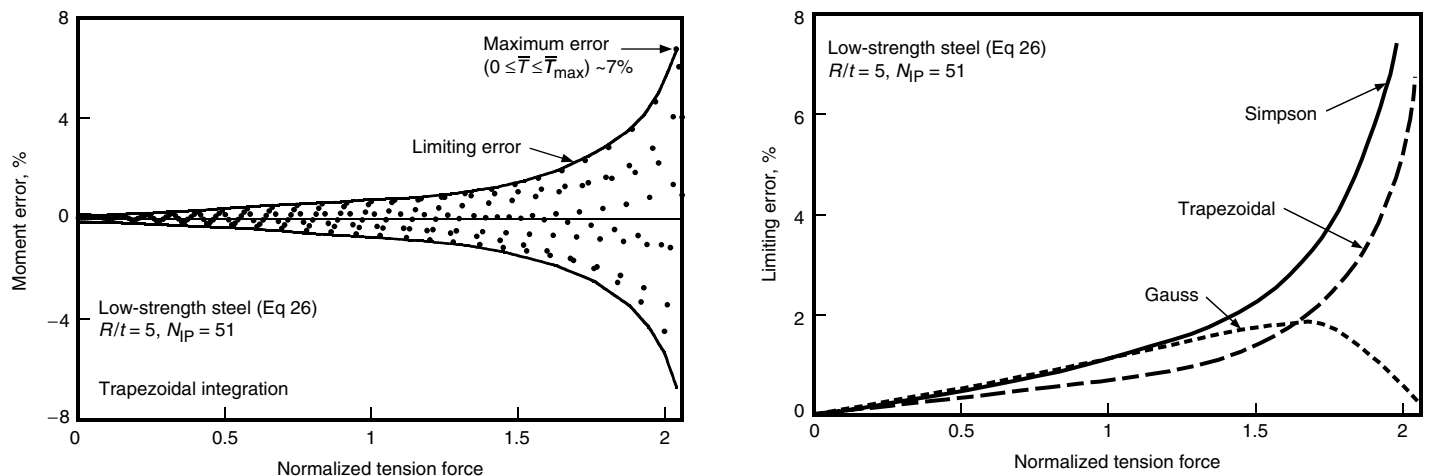 8
4
0
−4
−8
Moment error, %
Maximum error
(0 ≤ T̅ ≤ T̅max) ~7%
Limiting error
Low-strength steel (Eq 26)
R/t = 5, NIP = 51
Trapezoidal integration
0
0.5
1
1.5
2
Normalized tension force
8
6
4
2
0
Limiting error, %
Low-strength steel (Eq 26)
R/t = 5, NIP = 51
Simpson
Trapezoidal
Gauss
0
0.5
1
1.5
2
Normalized tension force